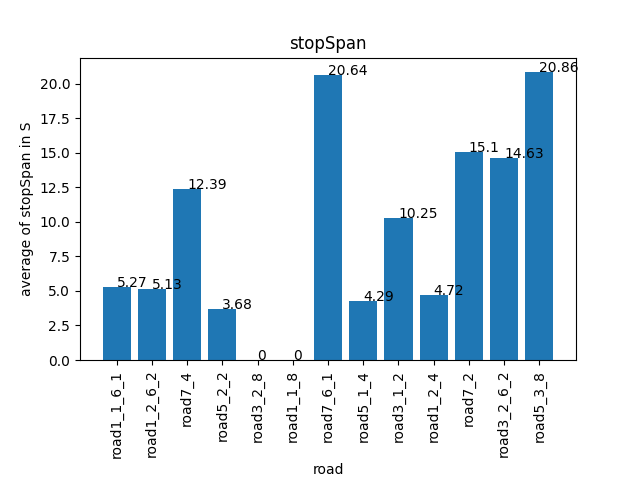 stopSpan
average of stopSpan in S
20.0
17.5
15.0
12.5
10.0
7.5
5.0
2.5
0.0
5.27
5.13
12.39
3.68
0
0
20.64
4.29
10.25
4.72
15.1
14.63
20.86
road1_1_6_1
road1_2_6_2
road7_4
road5_2_2
road3_2_8
road1_1_8
road7_6_1
road5_1_4
road3_1_2
road1_2_4
road7_2
road3_2_6_2
road5_3_8
road